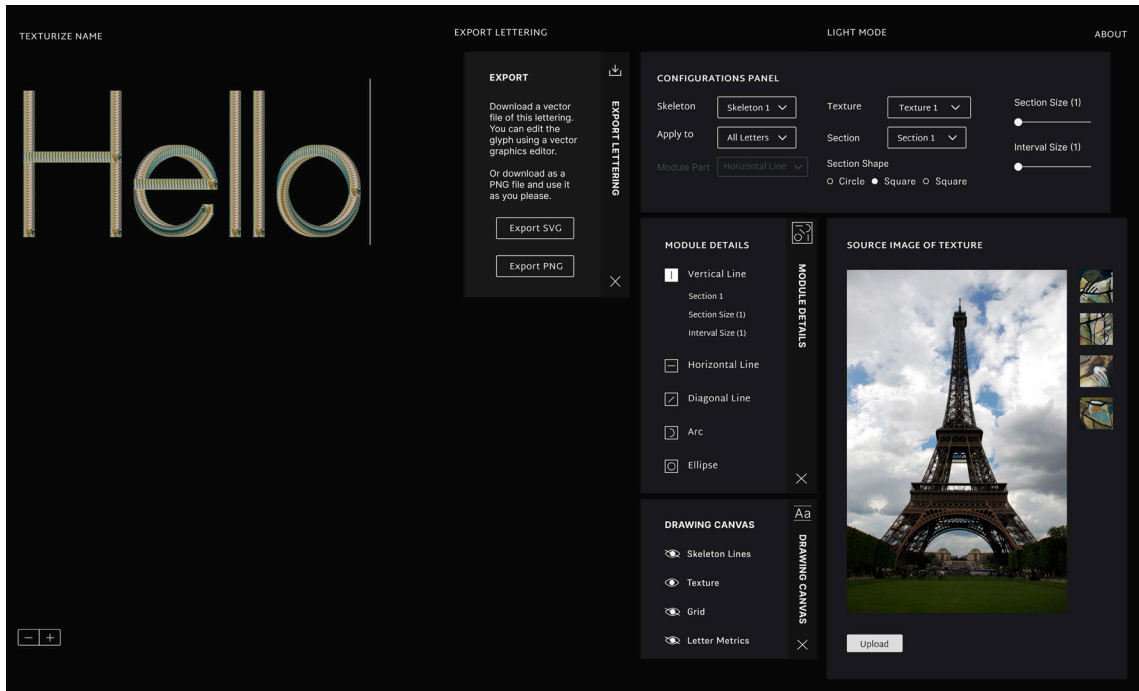 TEXTURIZE NAME
EXPORT LETTERING
LIGHT MODE
ABOUT
Hello
EXPORT
Download a vector
file of this lettering.
You can edit the
glyph using a vector
graphics editor.
Or download as a
PNG file and use it
as you please.
Export SVG
Export PNG
EXPORT LETTERING
CONFIGURATIONS PANEL
Skeleton
Skeleton 1
Apply to
All Letters
Module Part
Horizontal Line
Texture
Texture 1
Section
Section 1
Section Shape
Circle
Square
Square
Section Size (1)
Interval Size (1)
MODULE DETAILS
Vertical Line
Section 1
Section Size (1)
Interval Size (1)
Horizontal Line
Diagonal Line
Arc
Ellipse
MODULE DETAILS
DRAWING CANVAS
Skeleton Lines
Texture
Grid
Letter Metrics
Aa
DRAWING CANVAS
SOURCE IMAGE OF TEXTURE
Upload